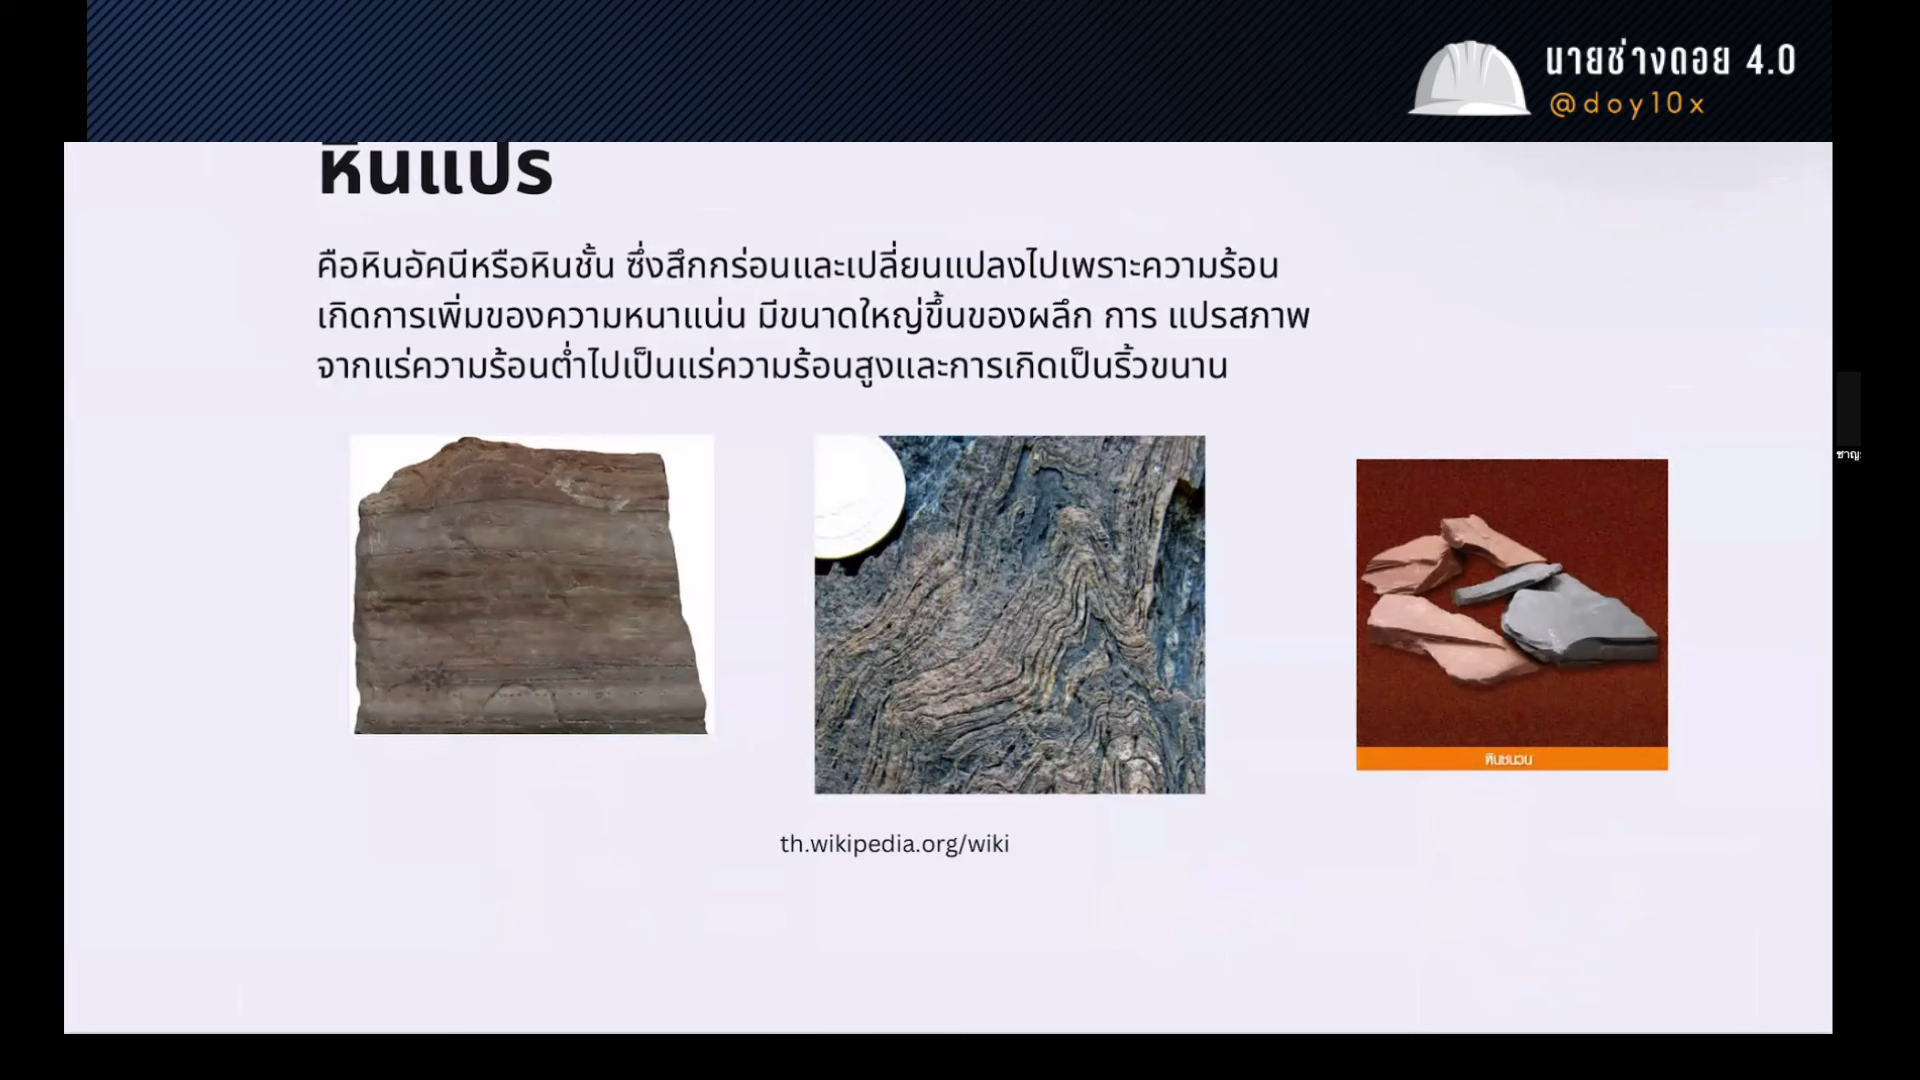 นายช่างดอย 4.0
@doy10x
หินแปร
คือหินอัคนีหรือหินชั้น ซึ่งสึกกร่อนและเปลี่ยนแปลงไปเพราะความร้อน
เกิดการเพิ่มของความหนาแน่น มีขนาดใหญ่ขึ้นของผลึก การ แปรสภาพ
จากแร่ความร้อนต่ำไปเป็นแร่ความร้อนสูงและการเกิดเป็นริ้วขนาน
หินชนวน
th.wikipedia.org/wiki